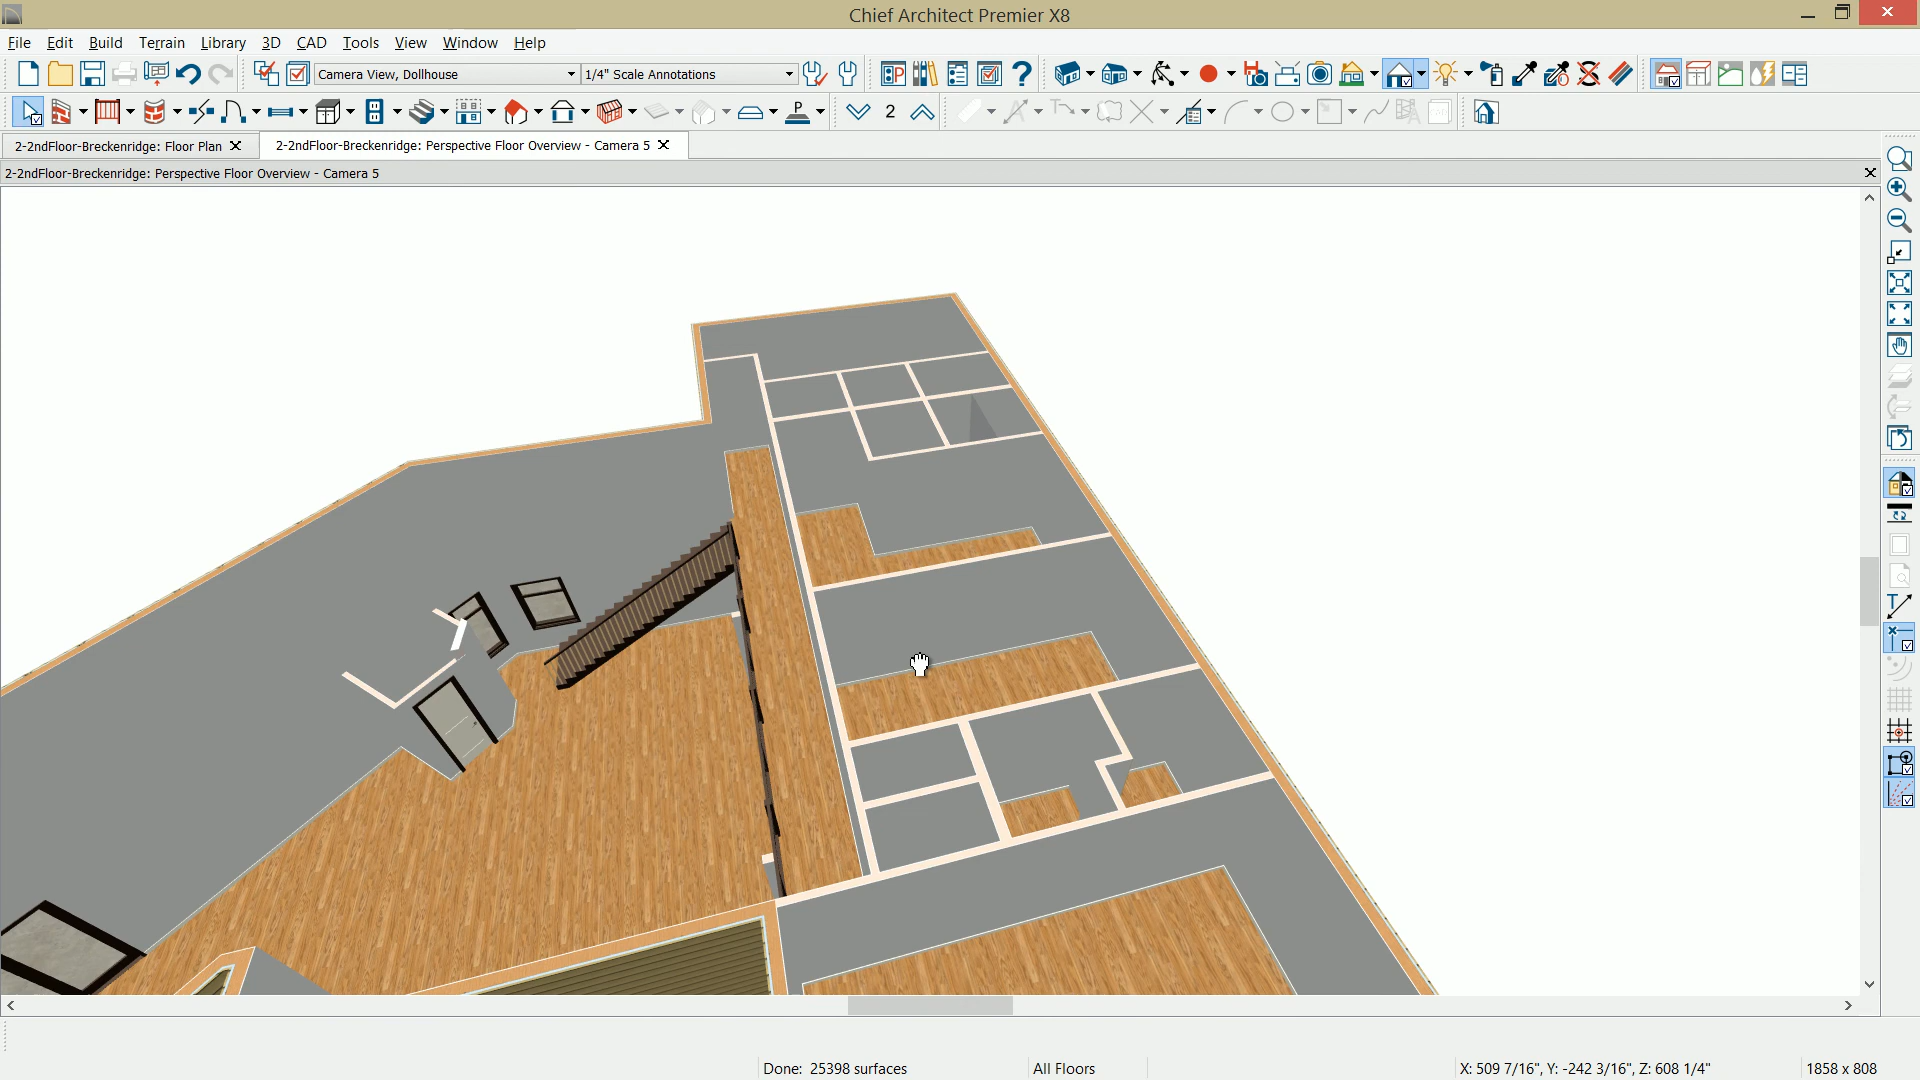 Chief Architect Premier X8
File Edit Build Terrain Library 3D CAD Tools View Window Help
Camera View, Dollhouse 1/4" Scale Annotations
P 2 P
2-2ndFloor-Breckenridge: Floor Plan 2-2ndFloor-Breckenridge: Perspective Floor Overview - Camera 5
2-2ndFloor-Breckenridge: Perspective Floor Overview - Camera 5
T
Done: 25398 surfaces All Floors X: 509 7/16", Y: -242 3/16", Z: 608 1/4" 1858 x 808